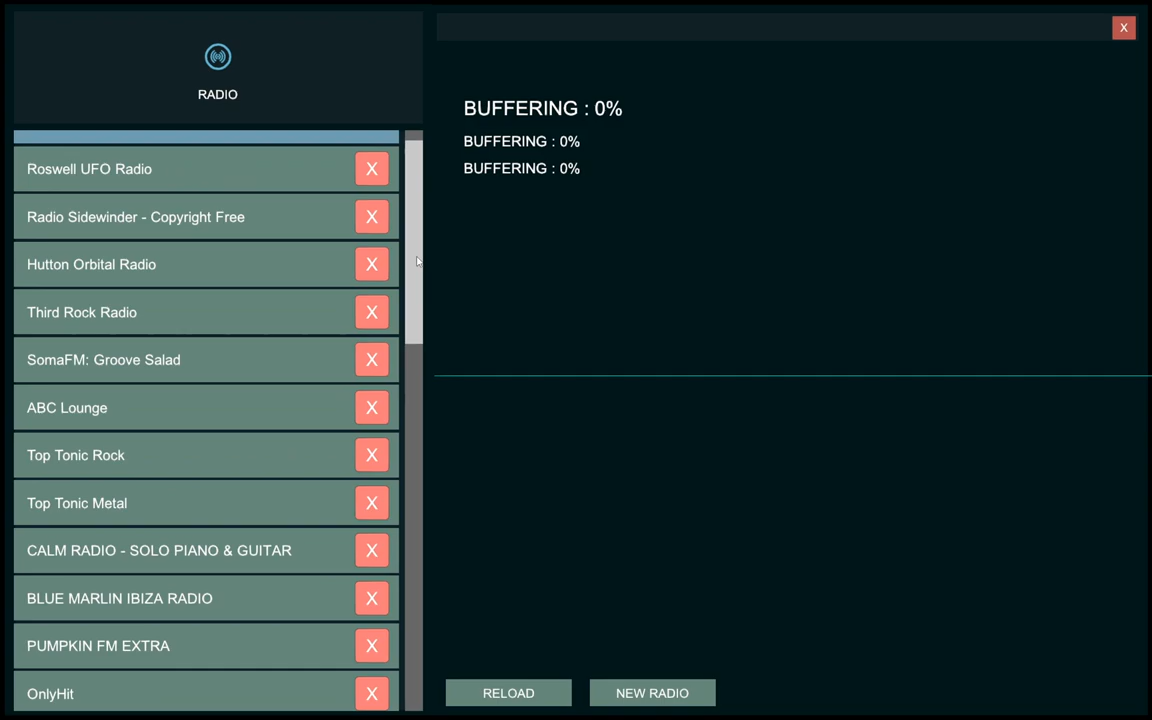 RADIO
Roswell UFO Radio X
Radio Sidewinder - Copyright Free X
Hutton Orbital Radio X
Third Rock Radio X
SomaFM: Groove Salad X
ABC Lounge X
Top Tonic Rock X
Top Tonic Metal X
CALM RADIO - SOLO PIANO & GUITAR X
BLUE MARLIN IBIZA RADIO X
PUMPKIN FM EXTRA X
OnlyHit X
X
BUFFERING : 0%
BUFFERING : 0%
BUFFERING : 0%
RELOAD
NEW RADIO